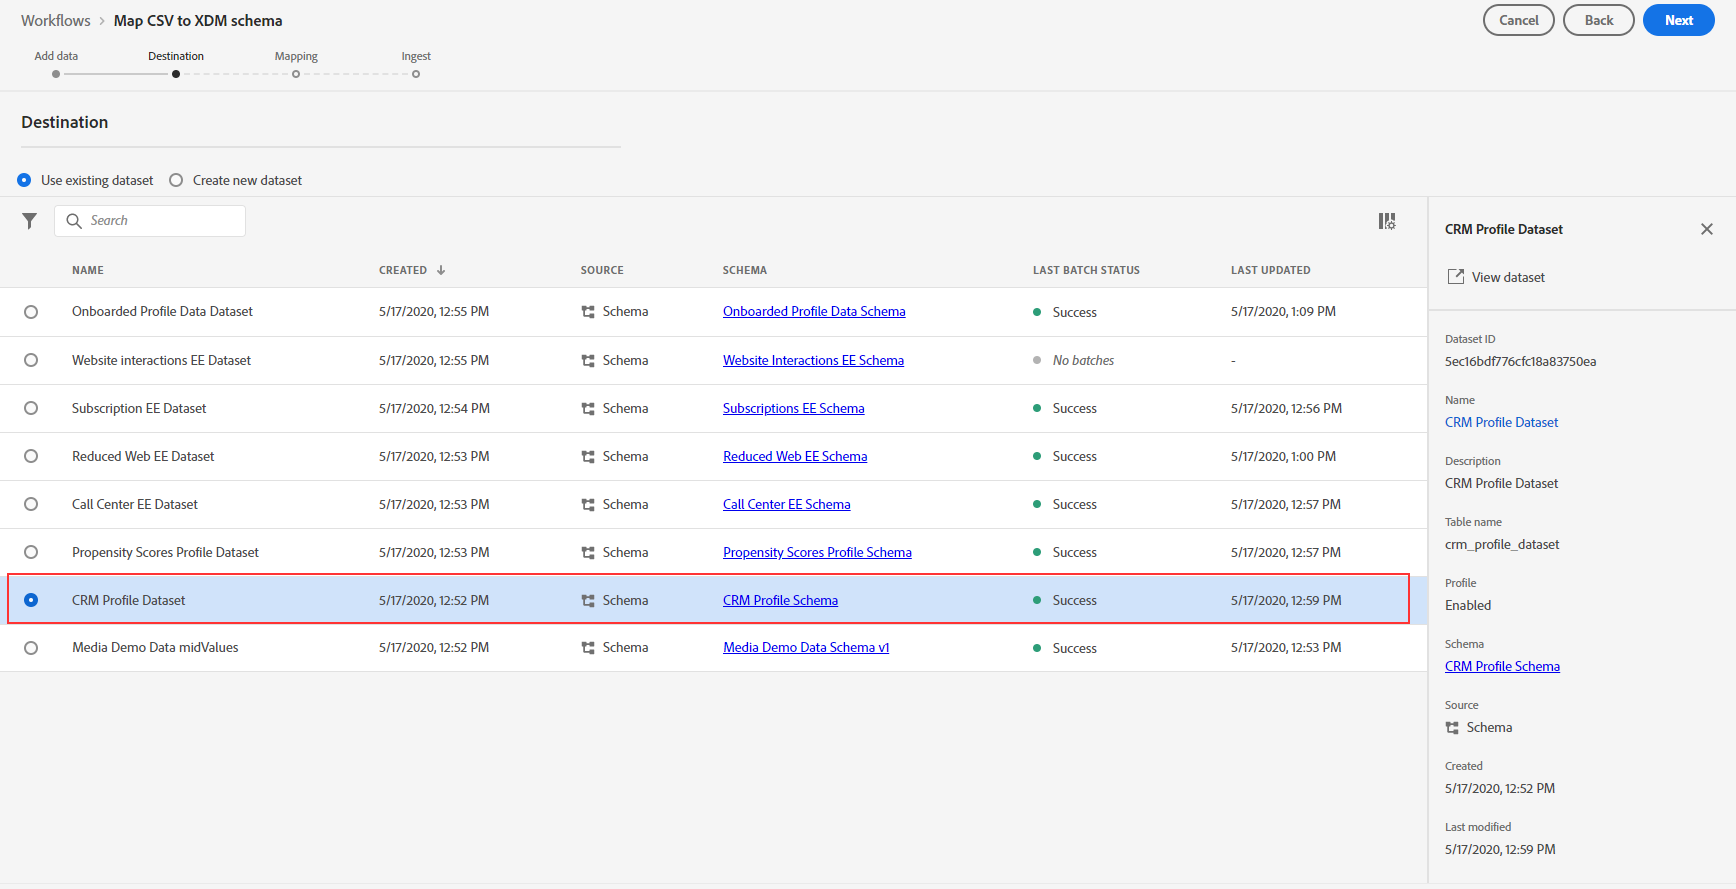 Workflows > Map CSV to XDM schema
Cancel Back Next
Add data Destination Mapping Ingest
Destination
Use existing dataset Create new dataset
Search
NAME CREATED ↓ SOURCE SCHEMA LAST BATCH STATUS LAST UPDATED
Onboarded Profile Data Dataset 5/17/2020, 12:55 PM Schema Onboarded Profile Data Schema Success 5/17/2020, 1:09 PM
Website interactions EE Dataset 5/17/2020, 12:55 PM Schema Website Interactions EE Schema No batches -
Subscription EE Dataset 5/17/2020, 12:54 PM Schema Subscriptions EE Schema Success 5/17/2020, 12:56 PM
Reduced Web EE Dataset 5/17/2020, 12:53 PM Schema Reduced Web EE Schema Success 5/17/2020, 1:00 PM
Call Center EE Dataset 5/17/2020, 12:53 PM Schema Call Center EE Schema Success 5/17/2020, 12:57 PM
Propensity Scores Profile Dataset 5/17/2020, 12:53 PM Schema Propensity Scores Profile Schema Success 5/17/2020, 12:57 PM
CRM Profile Dataset 5/17/2020, 12:52 PM Schema CRM Profile Schema Success 5/17/2020, 12:59 PM
Media Demo Data midValues 5/17/2020, 12:52 PM Schema Media Demo Data Schema v1 Success 5/17/2020, 12:53 PM
CRM Profile Dataset
View dataset
Dataset ID
5ec16bdf776cfc18a83750ea
Name
CRM Profile Dataset
Description
CRM Profile Dataset
Table name
crm_profile_dataset
Profile
Enabled
Schema
CRM Profile Schema
Source
Schema
Created
5/17/2020, 12:52 PM
Last modified
5/17/2020, 12:59 PM